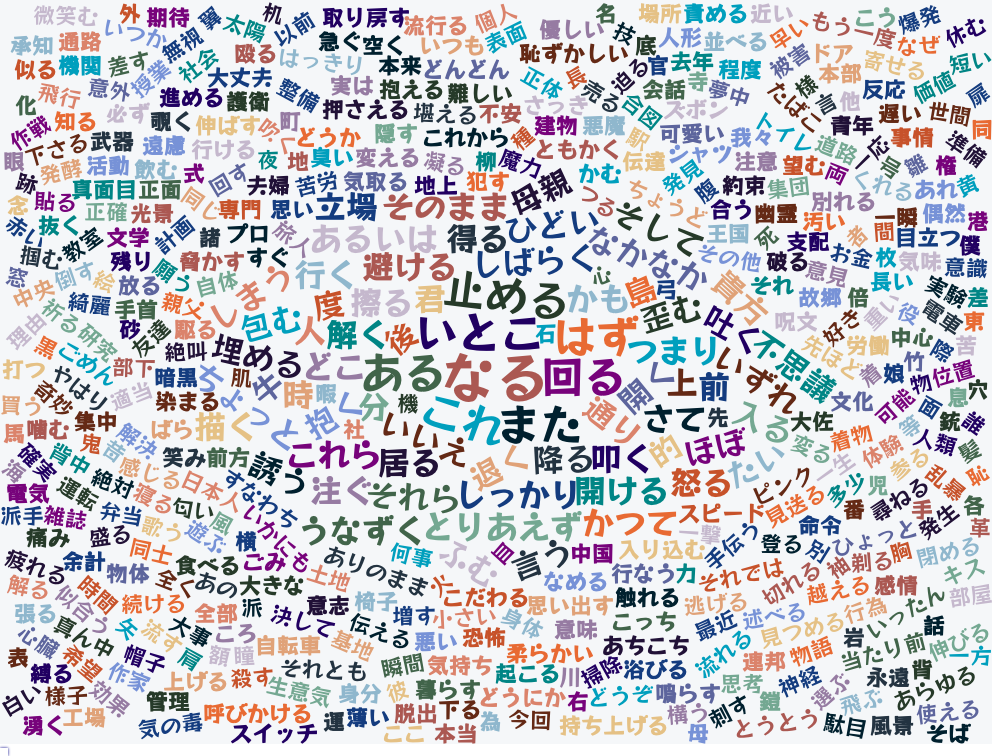 微笑む 外 期待 翼 机 取り戻す 流行る 個人 優しい 名 場所 責める 近い 爆発 休む
承知 通路 いつか 無視 太陽 以前 急ぐ 空く いつも 表面 恥ずかしい 技 底 人形 並べる 早い もう こう 一度 なぜ
似る 機関 差す 社会 殴る はっきり 本来 どんどん 迫る 官 去年 程度 被害 ドア 寄せる 短い
化 飛行 意外 授業 大丈夫 整備 実は 抱える 難しい 正体 長 売る 合図 会話 寺 夢中 たばこ 本部 反応 価値 扉
作戦 知る 必ず 進める 護衛 押さえる 堪える 不安 さっき 種 建物 悪魔 駅 ズボン 様 言 他 遅い 世間
眼 下さる 武器 遠慮 覗く 伸ばす 吟 町 どうか 隠す これから ともかく 伝達 可愛い 我々 トイレ 青年 事情 準備 同
跡 発酵 活動 飲む 式 行ける 夜 地 臭い 変える 凝る 柳 魔力 かむ 発見 シャツ 注意 望む 道路 両 応 号 離 権
念 貼る 真面目 正面 回す 夫婦 苦労 気取る 地上 犯す 母親 つる ちょうど 腹 約束 集団 別れる くれる あれ 黄
赤い 抜く 正確 光景 同じ 専門 思い 立場 そのまま ひどい そして 合う 幽霊 汚い 一瞬 偶然 港
掴む 教室 文学 計画 諸 プロ 旅人 あるいは 得る なかなか 王国 死 支配 名 間 目立つ 僕
窓 残り 願う 脅かす すぐ しまう 行く 避ける しばらく 心 その他 破る 意見 お金 枚 気味 意識
中央 倒す 絵 放る 自体 度 擦る 君 止める かも 島 弓 貴方 それ 故郷 倍 長い 実験 差
理由 祈る 綺麗 手首 親父 包む 人 解く 後 いとこ 石 はず 歪む 吐く 呪文 好き 重い 役 電車 東
黒 研究 砂 友達 駆る 絶叫 埋める どこ ある なる 回る つまり いずれ 不思議 先ほど 労働 中心 際 苦
打つ ごめん 部下 暗黒 肌 キ 時 暇 分 機 これ また 通り 開く 上 前 着 娘 竹 物 位置
買う 奇妙 やはり 適当 染まる ちょっと 描く 抱く 社 いいえ さて 先 入る 大佐 文化 可能 面 息 穴
馬 噛む 集中 解決 ばら 笑み 前方 誘う これら 居る 退く 降る 叩く 的 ほぼ たい 変る 着物 等 銃 誰
海 確実 鬼 背中 音 感じる 日本人 すなわち 注ぐ それら しっかり 開ける 怒る ピンク 一生 体験 参る 人類 髪
電気 運転 絶対 寝る 匂い 風 いかにも うなずく とりあえず かつて スピード 見送る 多少 児 尋ねる 乱暴 恥
派手 雑誌 弁当 歌う 遊ぶ 横 ありのまま 何事 ふむ 員 言う 中国 入り込む 一撃 手伝う 命令 番 手 発生 各
痛み 盛る 同士 食べる ごみ 土地 火 なめる 行なう 力 それでは 登る 別 ひょっと 袖 剃る 胸 閉める 革
疲れる 余計 物体 全く あの 大きな 意志 椅子 こだわる 思い出す 触れる 逃げる 切れる 越える 感情 キス
解る 似合う 時間 続ける 全部 派 決して 伝える 増す 小さい 身体 意味 こっち 最近 述べる 見つめる 行為 いったん 部屋
張る 真ん中 矢 流す 大事 ころ 自転車 基地 悪い 恐怖 柔らかい あちこち 流れる 連邦 物語 岩 当たり前 話 伸びる
表 心臓 希望 帽子 肩 額 瞳 それとも 瞬間 気持ち 起こる 川 掃除 浴びる 思考 神経 選ぶ 永遠 背 一方
白い 縛る 様子 作家 上げる 殺す 生意気 身分 彼 暮らす どうにか 右 どうぞ 鳴らす 鎧 飛ぶ あらゆる
湧く 工場 効果 管理 気の毒 呼びかける スイッチ 運 薄い 脱出 下る 為 今回 持ち上げる 横う 母 刺す とうとう 駄目 風景 使える そば
ここ 本当